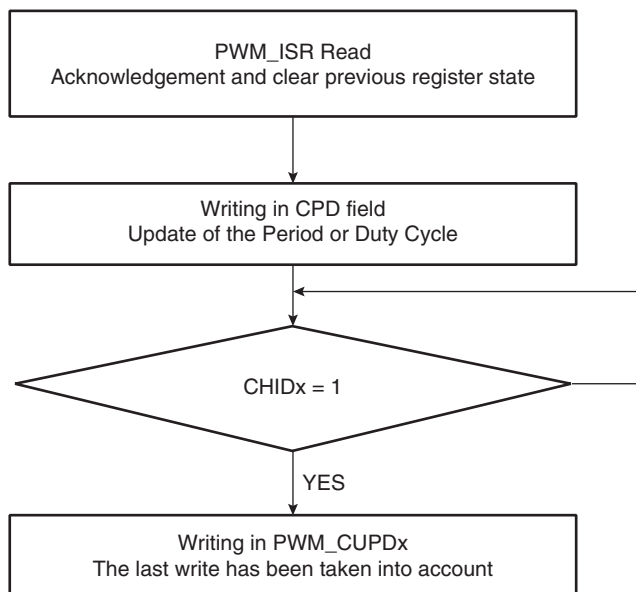 PWM_ISR Read
Acknowledgement and clear previous register state
Writing in CPD field
Update of the Period or Duty Cycle
CHIDx = 1
YES
Writing in PWM_CUPDx
The last write has been taken into account